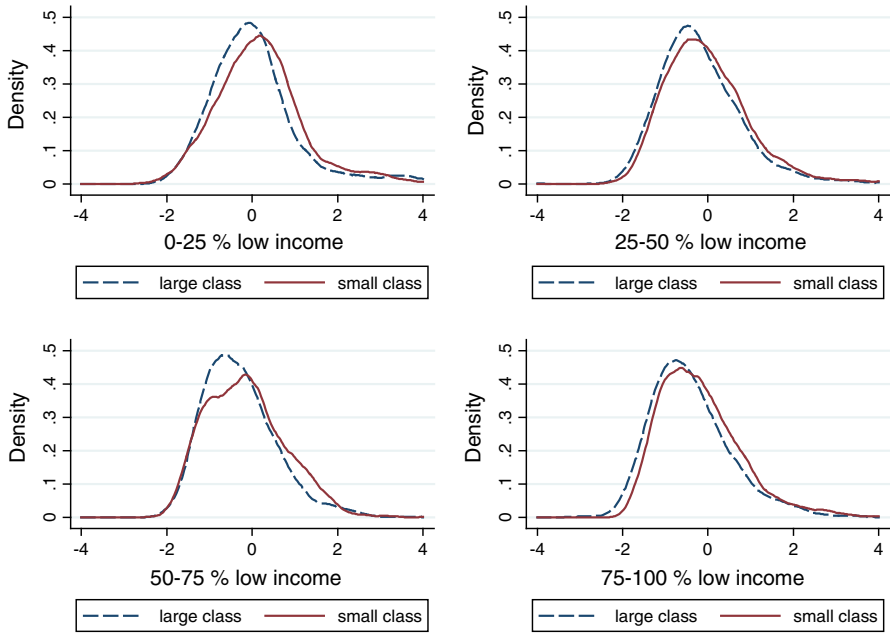 Density
.5
.4
.3
.2
.1
0
-4 -2 0 2 4
0-25 % low income
large class small class
Density
.5
.4
.3
.2
.1
0
-4 -2 0 2 4
25-50 % low income
large class small class
Density
.5
.4
.3
.2
.1
0
-4 -2 0 2 4
50-75 % low income
large class small class
Density
.5
.4
.3
.2
.1
0
-4 -2 0 2 4
75-100 % low income
large class small class